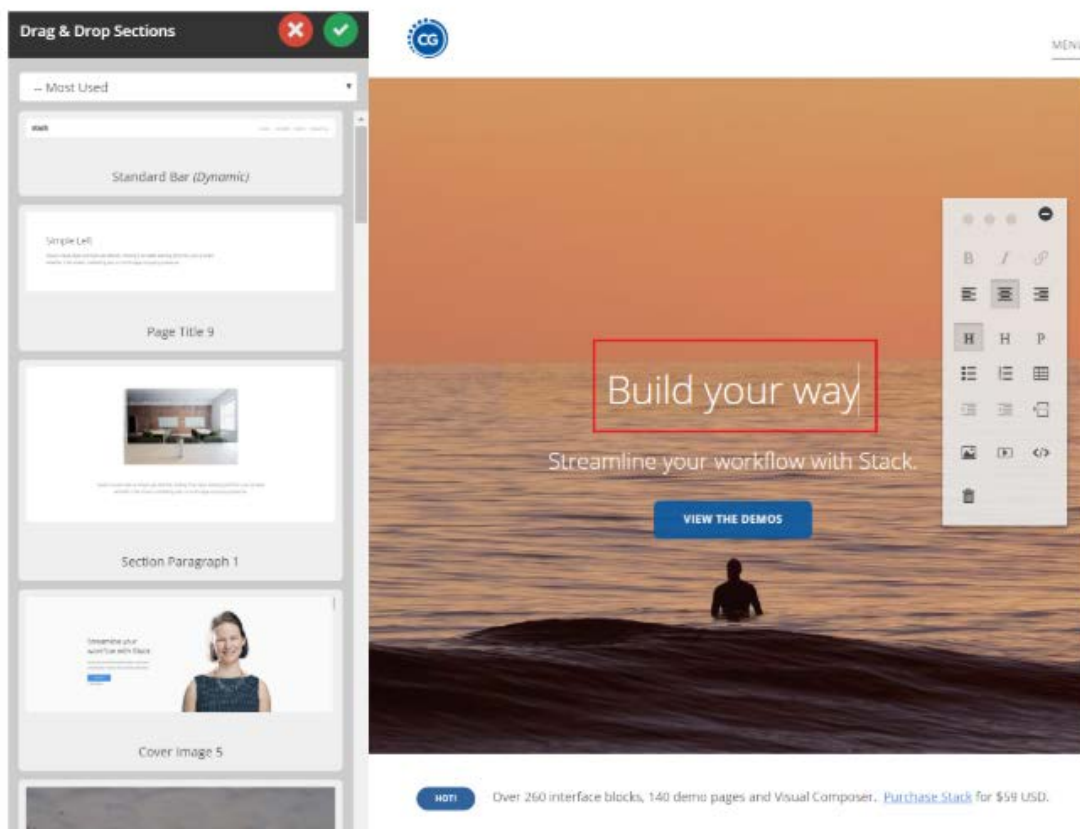 Drag & Drop Sections
-- Most Used
stack
Standard Bar (Dynamic)
Simple Left
Page Title 9
Section Paragraph 1
Streamline your
workflow with Stack
Cover Image 5
CG
MENU
B I
H H P
Build your way
Streamline your workflow with Stack.
VIEW THE DEMOS
HOT!
Over 260 interface blocks, 140 demo pages and Visual Composer. Purchase Stack for $59 USD.